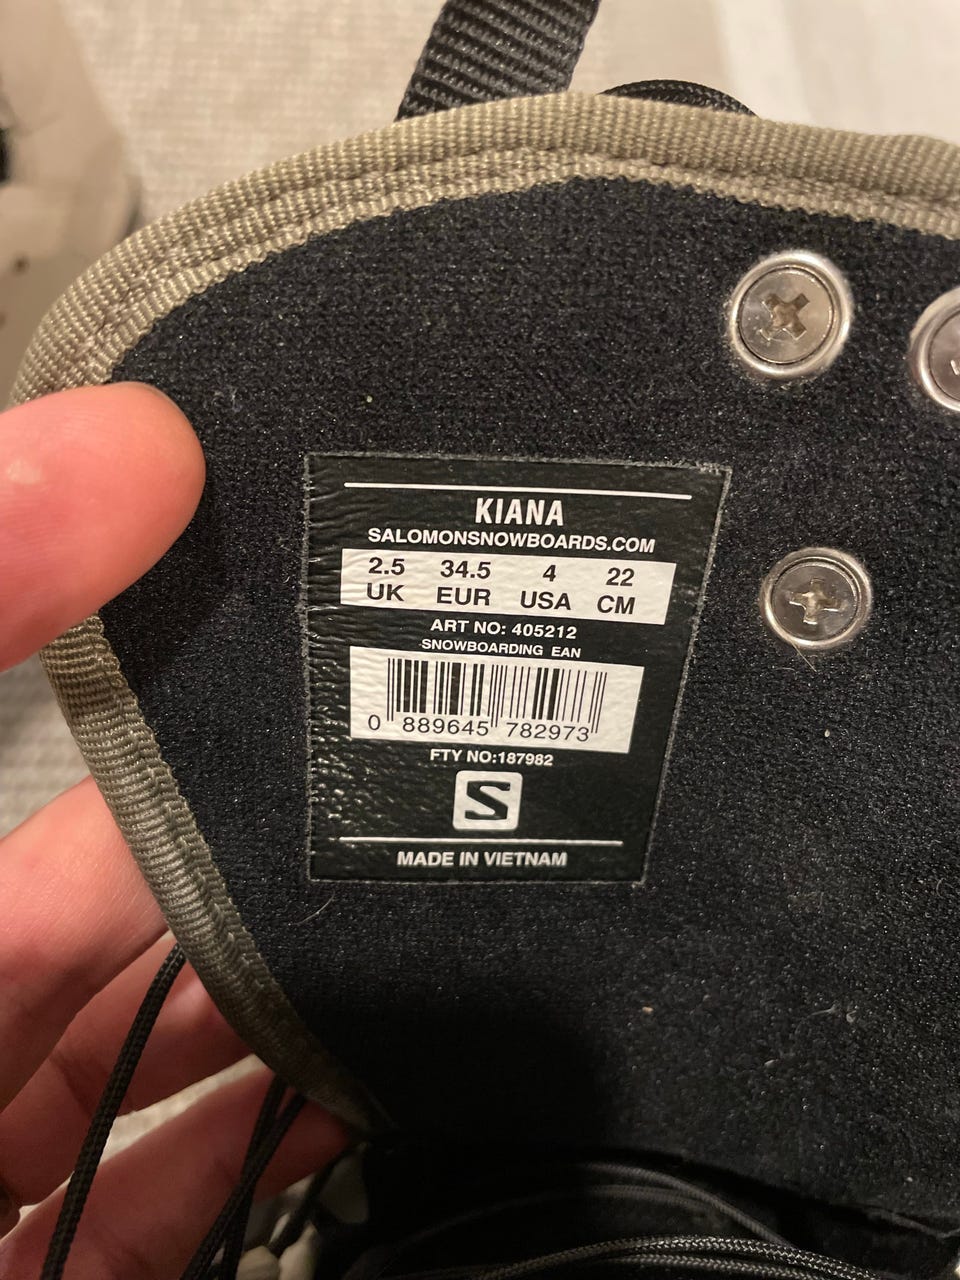 KIANA
SALOMONSNOWBOARDS.COM
2.5 34.5 4 22
UK EUR USA CM
ART NO: 405212
SNOWBOARDING EAN
0 889645 782973
FTY NO:187982
S
MADE IN VIETNAM